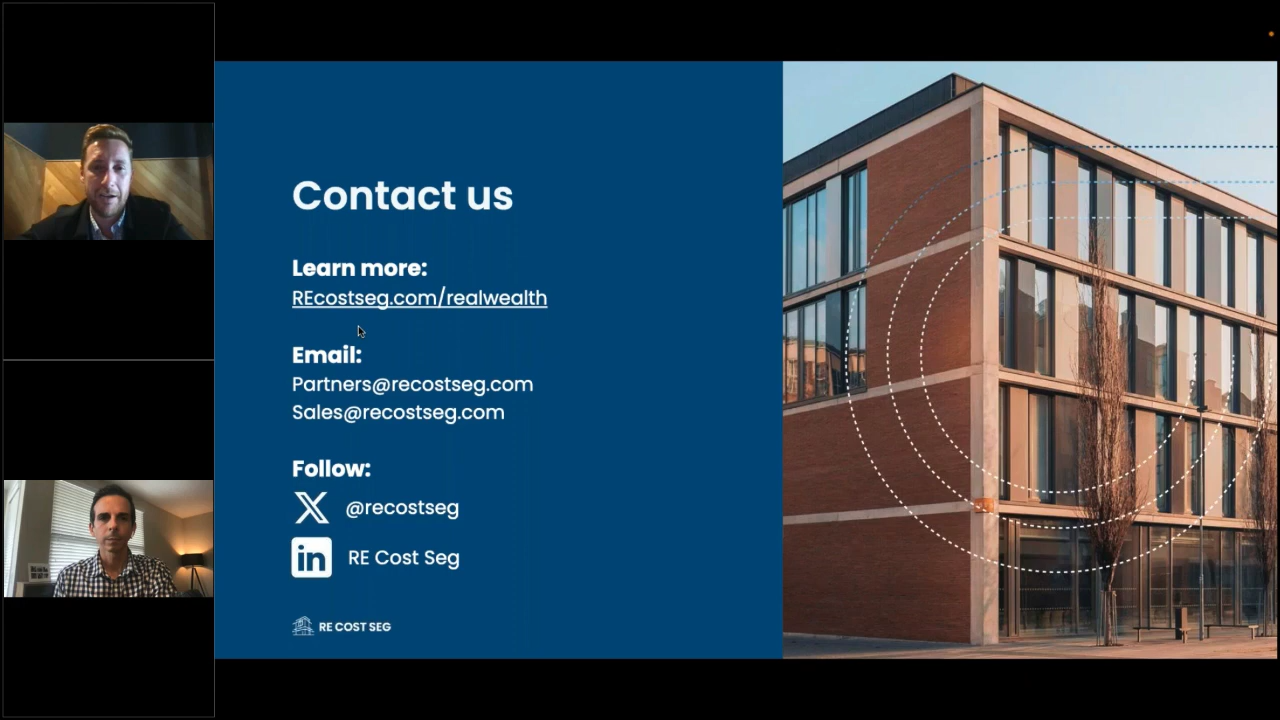 Contact us
Learn more:
REcostseg.com/realwealth
Email:
Partners@recostseg.com
Sales@recostseg.com
Follow:
@recostseg
in RE Cost Seg
RE COST SEG